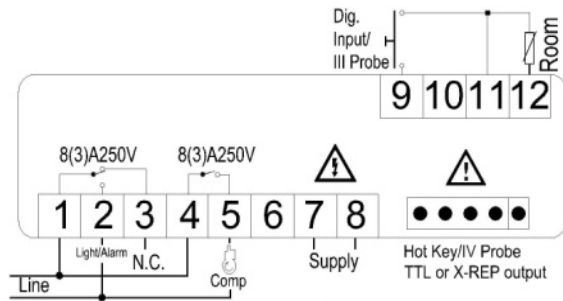 Dig.
Input/
III Probe
Room
9 10 11 12
8(3)A250V 8(3)A250V
1 2 3 4 5 6 7 8
Light/Alarm
N.C.
Comp
Supply
Line
Hot Key/IV Probe
TTL or X-REP output